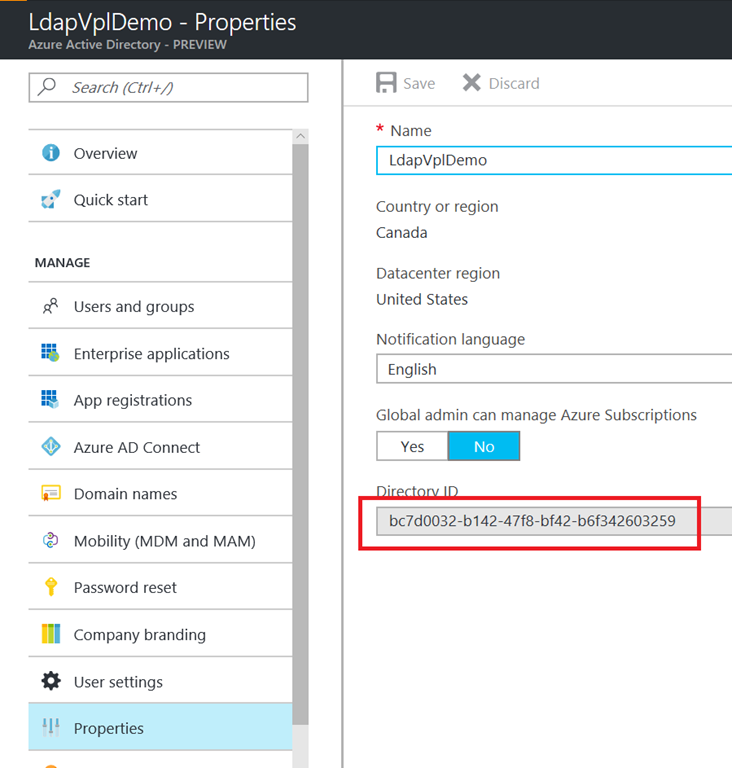 LdapVplDemo - Properties
Azure Active Directory - PREVIEW
Search (Ctrl+/)
Overview
Quick start
MANAGE
Users and groups
Enterprise applications
App registrations
Azure AD Connect
Domain names
Mobility (MDM and MAM)
Password reset
Company branding
User settings
Properties
Save Discard
* Name
LdapVplDemo
Country or region
Canada
Datacenter region
United States
Notification language
English
Global admin can manage Azure Subscriptions
Yes No
Directory ID
bc7d0032-b142-47f8-bf42-b6f342603259